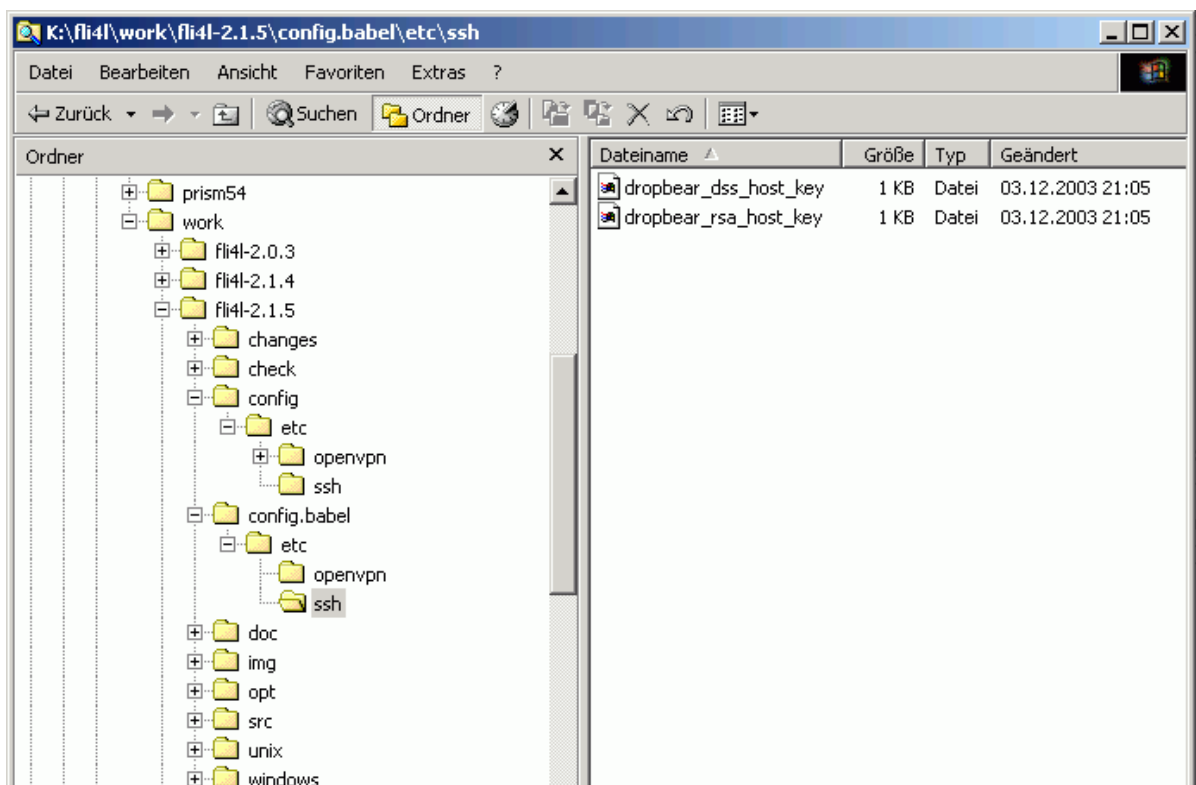 K:\fli4l\work\fli4l-2.1.5\config.babel\etc\ssh
Datei Bearbeiten Ansicht Favoriten Extras ?
Zurück Suchen Ordner
Ordner
prism54
work
fli4l-2.0.3
fli4l-2.1.4
fli4l-2.1.5
changes
check
config
etc
openvpn
ssh
config.babel
etc
openvpn
ssh
doc
img
opt
src
unix
windows
Dateiname Größe Typ Geändert
dropbear_dss_host_key 1 KB Datei 03.12.2003 21:05
dropbear_rsa_host_key 1 KB Datei 03.12.2003 21:05